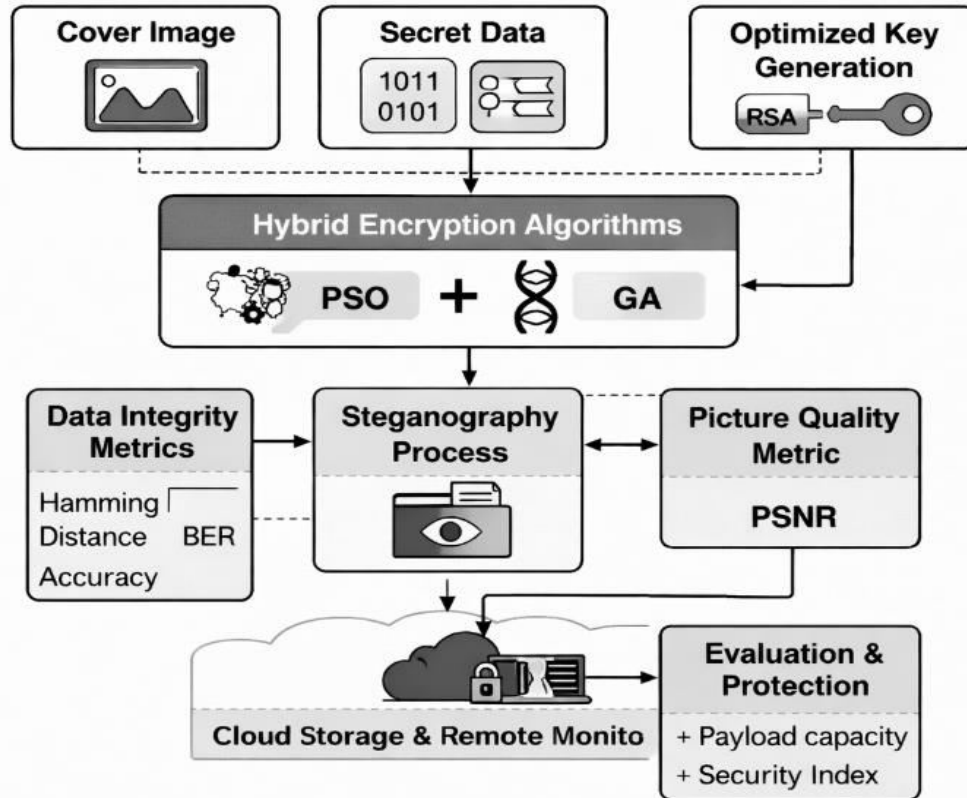 Cover Image
Secret Data
1011
0101
Optimized Key
Generation
RSA
Hybrid Encryption Algorithms
PSO + GA
Data Integrity
Metrics
Hamming
Distance BER
Accuracy
Steganography
Process
Picture Quality
Metric
PSNR
Cloud Storage & Remote Monito
Evaluation &
Protection
+ Payload capacity
+ Security Index